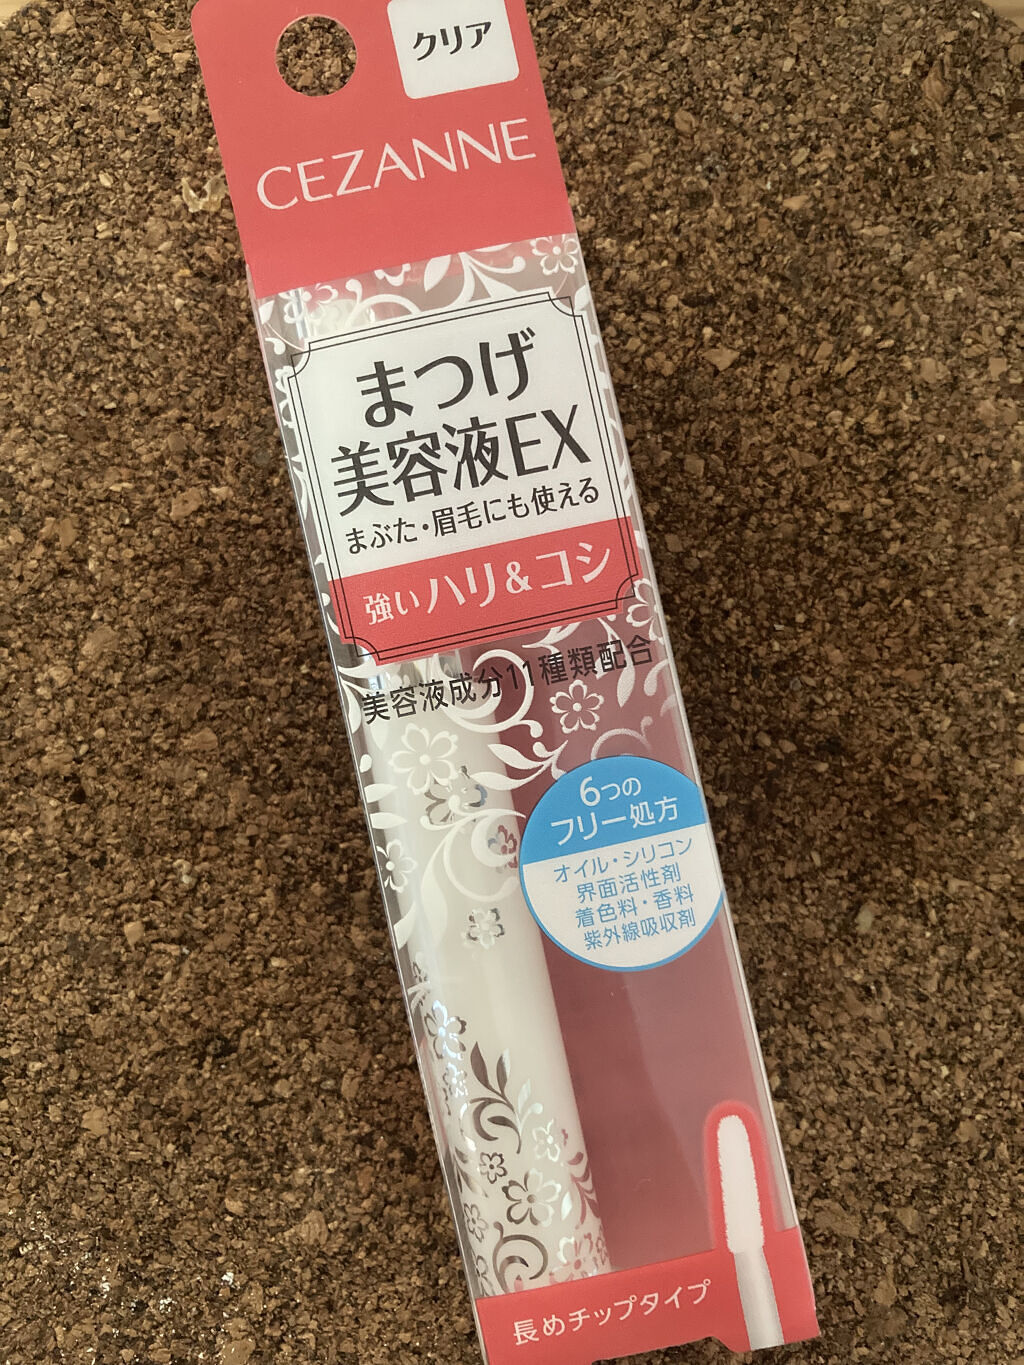 クリア
CEZANNE
まつげ
美容液EX
まぶた・眉毛にも使える
強いハリ&コシ
美容液成分11種類配合
6つの
フリー処方
オイル・シリコン
界面活性剤
着色料・香料
紫外線吸収剤
長めチップタイプ